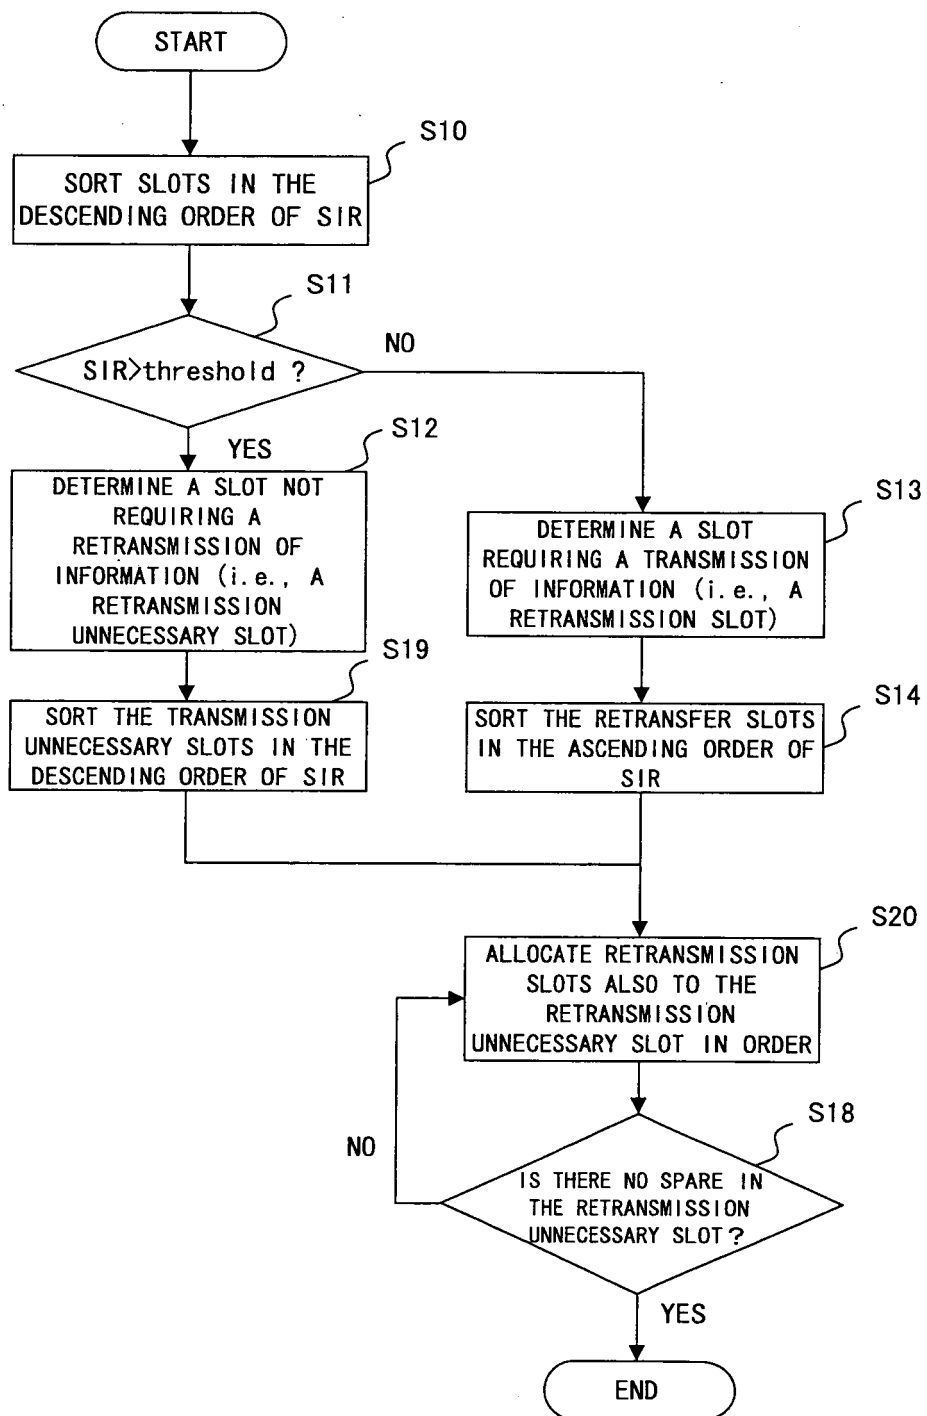 START
S10
SORT SLOTS IN THE
DESCENDING ORDER OF SIR
S11
SIR>threshold ?
NO
YES
S12
DETERMINE A SLOT NOT
REQUIRING A
RETRANSMISSION OF
INFORMATION (i.e., A
RETRANSMISSION
UNNECESSARY SLOT)
S13
DETERMINE A SLOT
REQUIRING A TRANSMISSION
OF INFORMATION (i.e., A
RETRANSMISSION SLOT)
S19
SORT THE TRANSMISSION
UNNECESSARY SLOTS IN THE
DESCENDING ORDER OF SIR
S14
SORT THE RETRANSFER SLOTS
IN THE ASCENDING ORDER OF
SIR
S20
ALLOCATE RETRANSMISSION
SLOTS ALSO TO THE
RETRANSMISSION
UNNECESSARY SLOT IN ORDER
S18
NO
IS THERE NO SPARE IN
THE RETRANSMISSION
UNNECESSARY SLOT?
YES
END